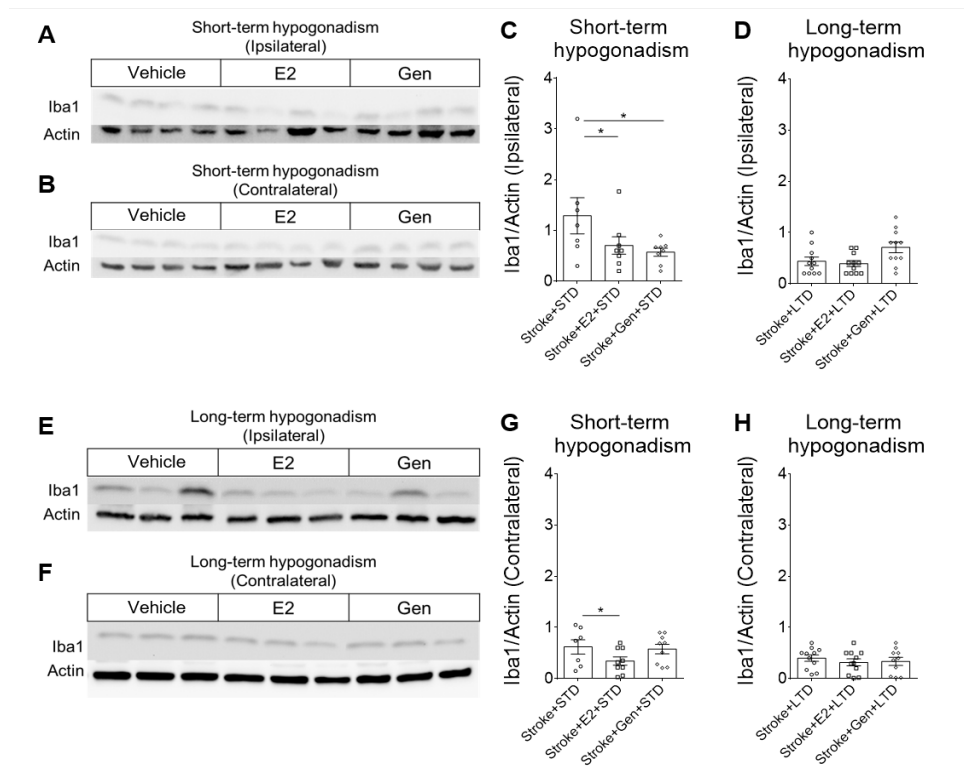 A
Short-term hypogonadism
(Ipsilateral)
Vehicle E2 Gen
Iba1
Actin
B
Short-term hypogonadism
(Contralateral)
Vehicle E2 Gen
Iba1
Actin
C
Short-term
hypogonadism
Iba1/Actin (Ipsilateral)
4
3
2
1
0
*
*
Stroke+STD
Stroke+E2+STD
Stroke+Gen+STD
D
Long-term
hypogonadism
Iba1/Actin (Ipsilateral)
4
3
2
1
0
Stroke+LTD
Stroke+E2+LTD
Stroke+Gen+LTD
E
Long-term hypogonadism
(Ipsilateral)
Vehicle E2 Gen
Iba1
Actin
F
Long-term hypogonadism
(Contralateral)
Vehicle E2 Gen
Iba1
Actin
G
Short-term
hypogonadism
Iba1/Actin (Contralateral)
4
3
2
1
0
*
Stroke+STD
Stroke+E2+STD
Stroke+Gen+STD
H
Long-term
hypogonadism
Iba1/Actin (Contralateral)
4
3
2
1
0
Stroke+LTD
Stroke+E2+LTD
Stroke+Gen+LTD